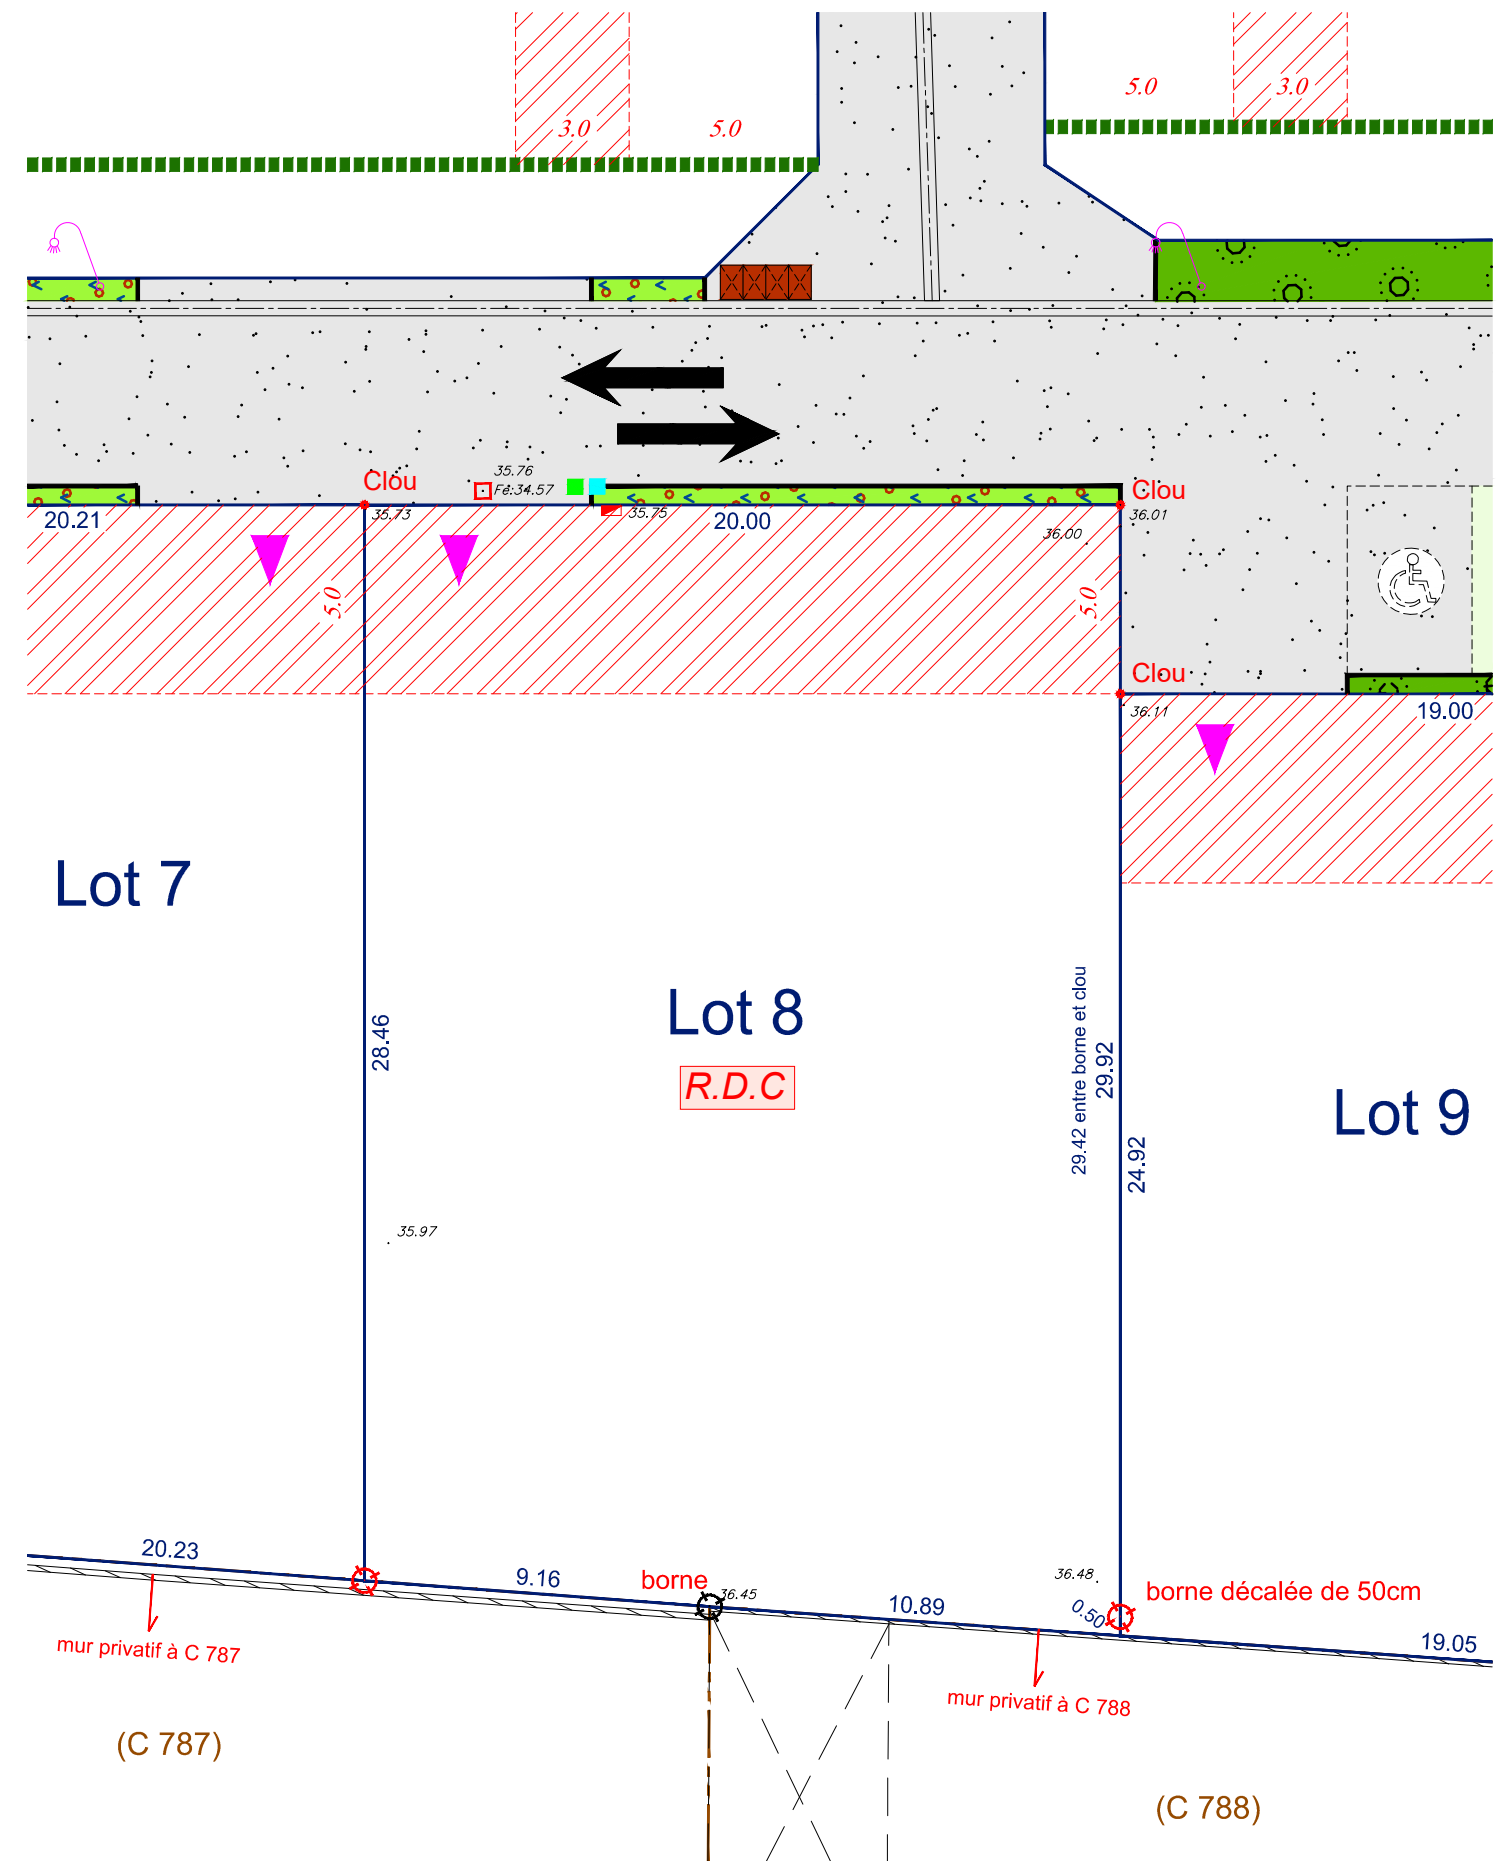 5.0
3.0
3.0
5.0
35.76
Clou
Fe:34.57
Clou
20.21
35.73
35.75
20.00
36.01
36.00
5.0
5.0
Clou
36.11
19.00
Lot 7
Lot 8
R.D.C
28.46
29.42 entre borne et clou
29.92
24.92
Lot 9
35.97
20.23
9.16
borne
36.45
10.89
36.48
0.50
borne décalée de 50cm
19.05
mur privatif à C 787
mur privatif à C 788
(C 787)
(C 788)